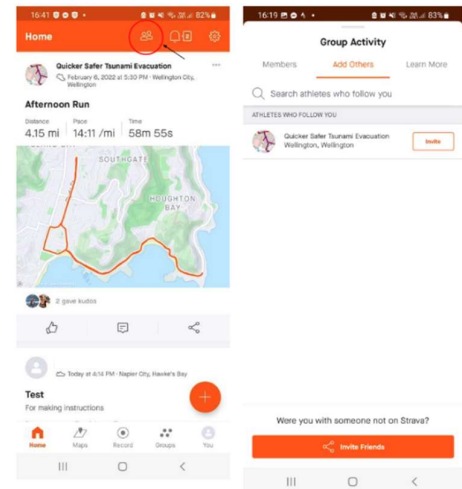 16:41
82%
Home
Quicker Safer Tsunami Evacuation
February 6, 2022 at 5:30 PM · Wellington City,
Wellington
Afternoon Run
Distance Pace Time
4.15 mi 14:11 /mi 58m 55s
SOUTHGATE
HOUGHTON
BAY
2 gave kudos
Today at 4:14 PM · Napier City, Hawke's Bay
Test
For making instructions
Home Maps Record Groups You
16:19
83%
Group Activity
Members Add Others Learn More
Search athletes who follow you
ATHLETES WHO FOLLOW YOU
Quicker Safer Tsunami Evacuation
Wellington, Wellington
Invite
Were you with someone not on Strava?
Invite Friends